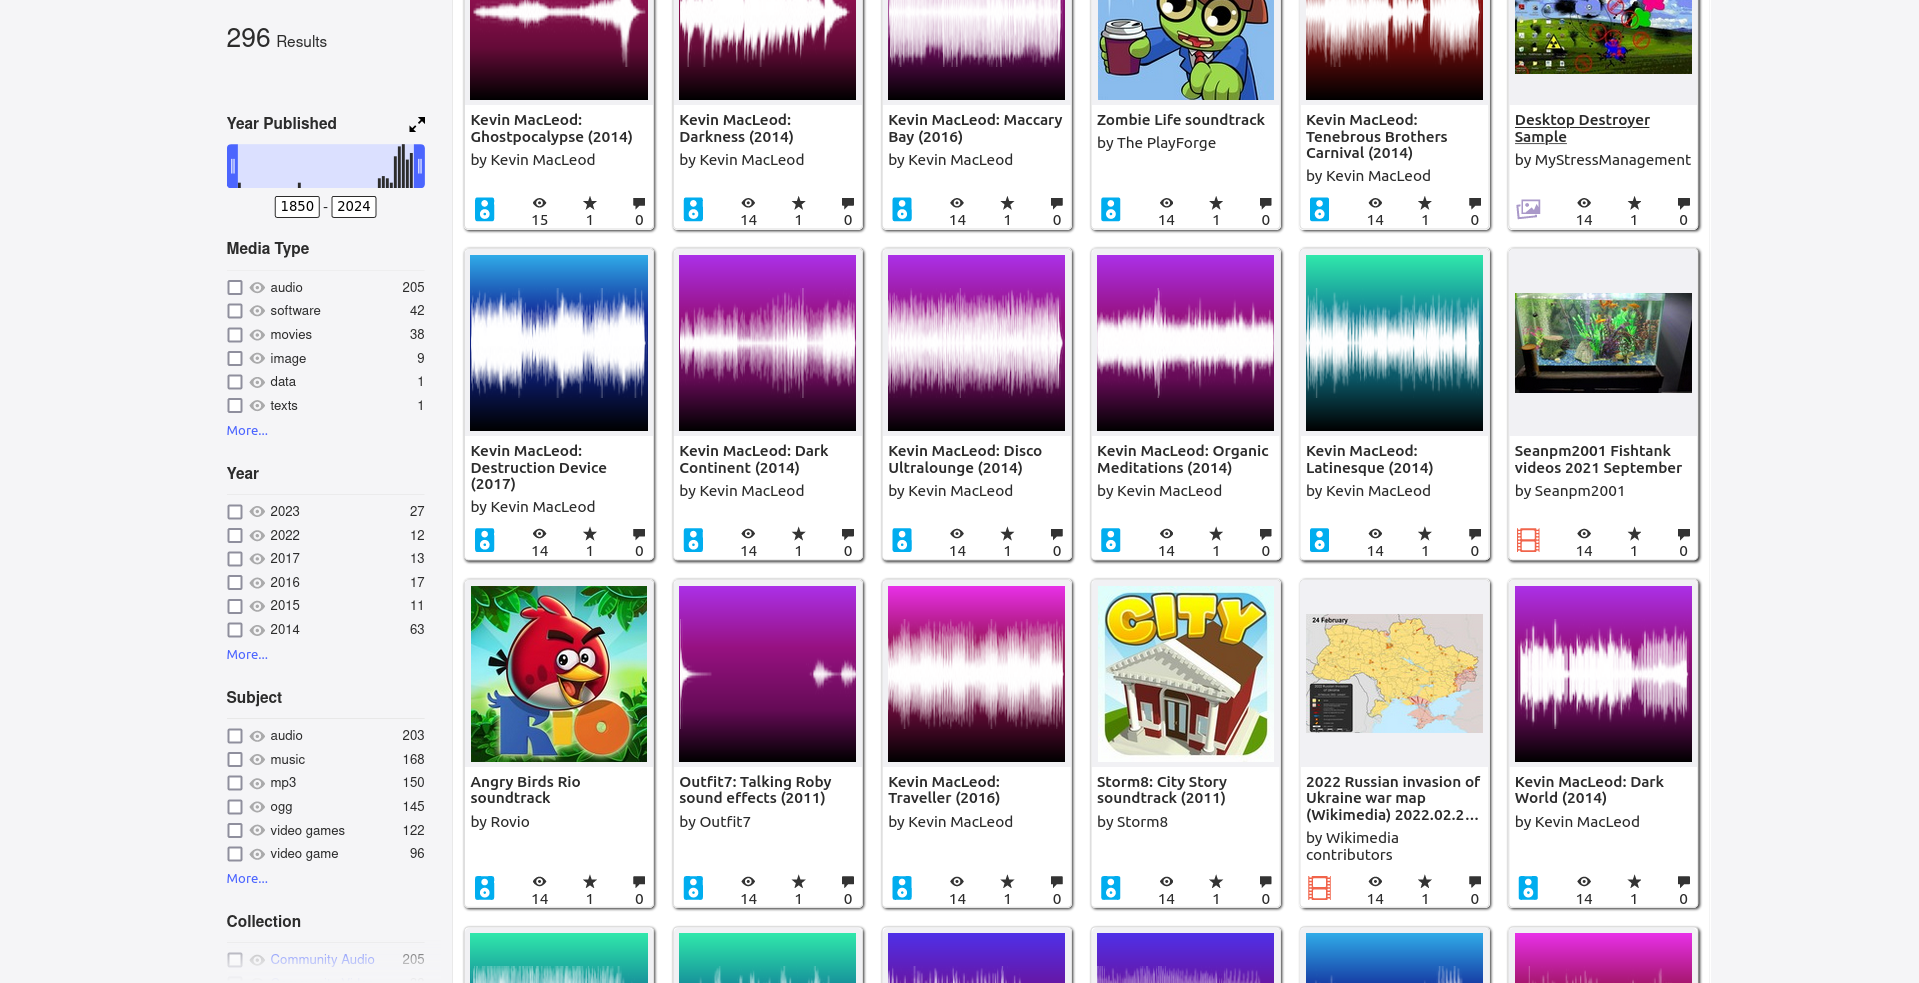 296 Results
Year Published
1850 - 2024
Media Type
audio 205
software 42
movies 38
image 9
data 1
texts 1
More...
Year
2023 27
2022 12
2017 13
2016 17
2015 11
2014 63
More...
Subject
audio 203
music 168
mp3 150
ogg 145
video games 122
video game 96
More...
Collection
Community Audio 205
Kevin MacLeod:
Ghostpocalypse (2014)
by Kevin MacLeod
15 1 0
Kevin MacLeod:
Darkness (2014)
by Kevin MacLeod
14 1 0
Kevin MacLeod: Maccary
Bay (2016)
by Kevin MacLeod
14 1 0
Zombie Life soundtrack
by The PlayForge
14 1 0
Kevin MacLeod:
Tenebrous Brothers
Carnival (2014)
by Kevin MacLeod
14 1 0
Desktop Destroyer
Sample
by MyStressManagement
14 1 0
Kevin MacLeod:
Destruction Device
(2017)
by Kevin MacLeod
14 1 0
Kevin MacLeod: Dark
Continent (2014)
by Kevin MacLeod
14 1 0
Kevin MacLeod: Disco
Ultralounge (2014)
by Kevin MacLeod
14 1 0
Kevin MacLeod: Organic
Meditations (2014)
by Kevin MacLeod
14 1 0
Kevin MacLeod:
Latinesque (2014)
by Kevin MacLeod
14 1 0
Seanpm2001 Fishtank
videos 2021 September
by Seanpm2001
14 1 0
RIO
Angry Birds Rio
soundtrack
by Rovio
14 1 0
Outfit7: Talking Roby
sound effects (2011)
by Outfit7
14 1 0
Kevin MacLeod:
Traveller (2016)
by Kevin MacLeod
14 1 0
CITY
Storm8: City Story
soundtrack (2011)
by Storm8
14 1 0
24 February
2022 Russian invasion of
Ukraine war map
(Wikimedia) 2022.02.2...
by Wikimedia
contributors
14 1 0
Kevin MacLeod: Dark
World (2014)
by Kevin MacLeod
14 1 0